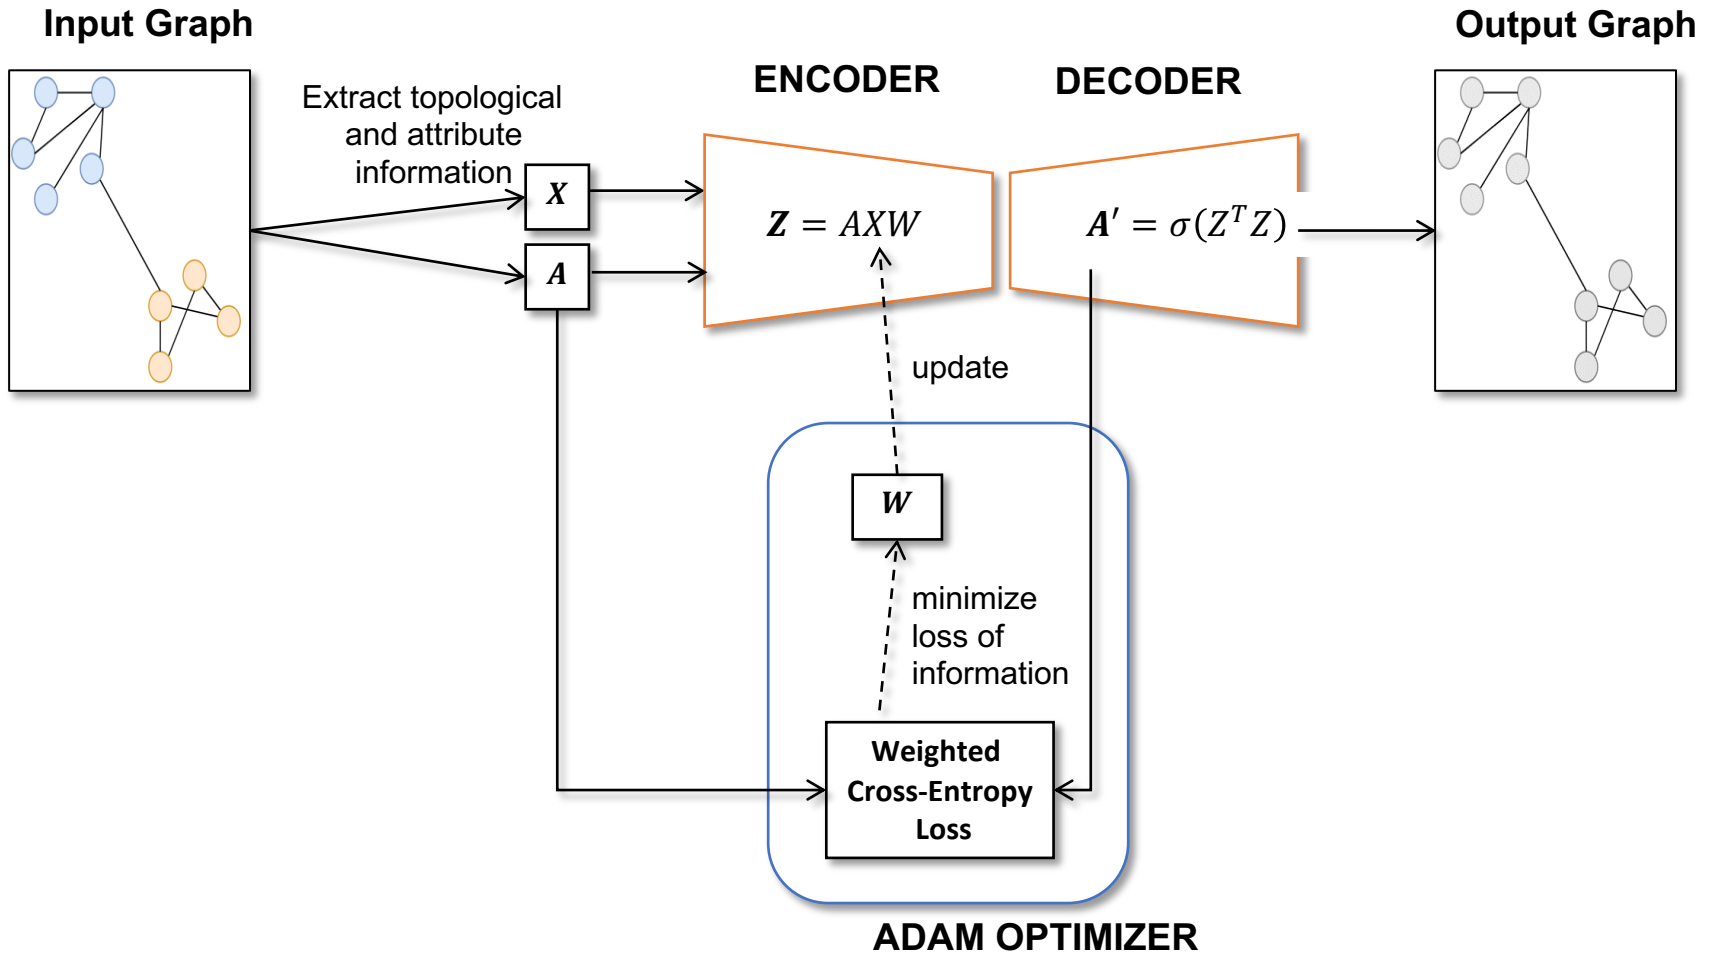 Input Graph
Output Graph
Extract topological
and attribute
information
ENCODER
DECODER
X
A
Z = AXW
A′ = σ(Z^T Z)
update
W
minimize
loss of
information
Weighted
Cross-Entropy
Loss
ADAM OPTIMIZER